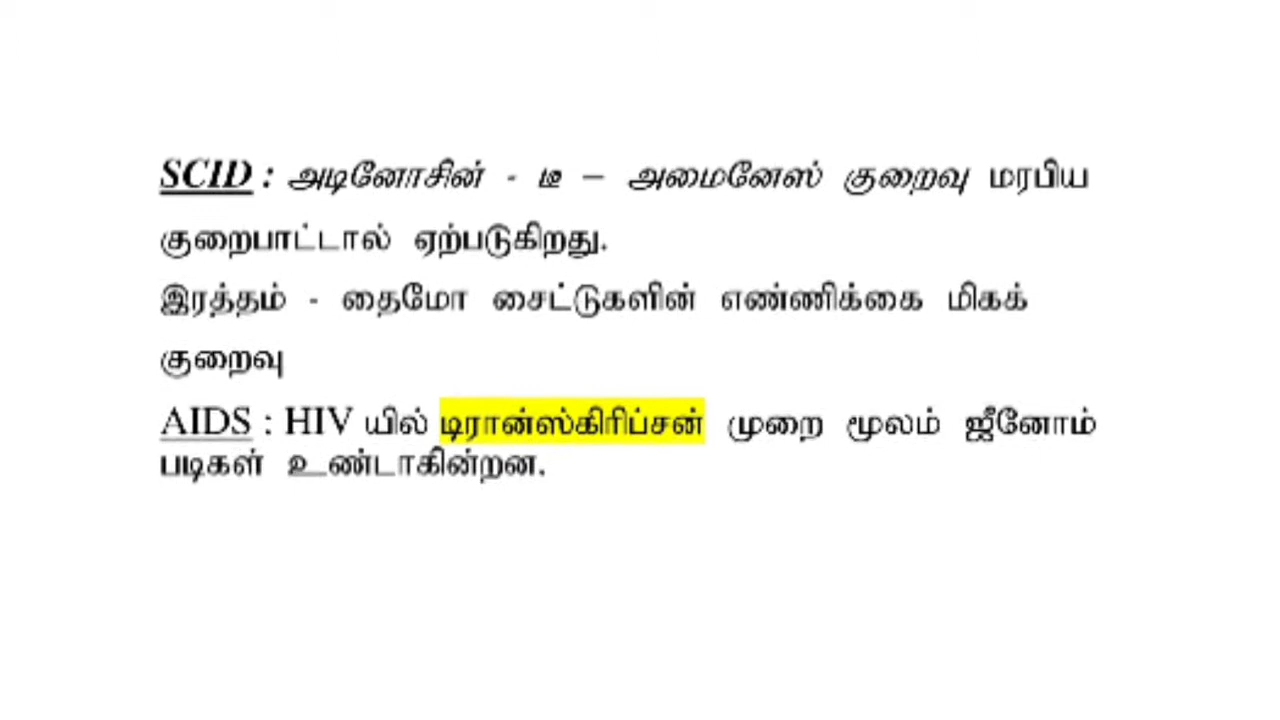 SCID : அடினோசின் - டீ – அமைனேஸ் குறைவு மரபிய
குறைபாட்டால் ஏற்படுகிறது.
இரத்தம் - தைமோ சைட்டுகளின் எண்ணிக்கை மிகக்
குறைவு
AIDS : HIV யில் டிரான்ஸ்கிரிப்சன் முறை மூலம் ஜீனோம்
படிகள் உண்டாகின்றன.